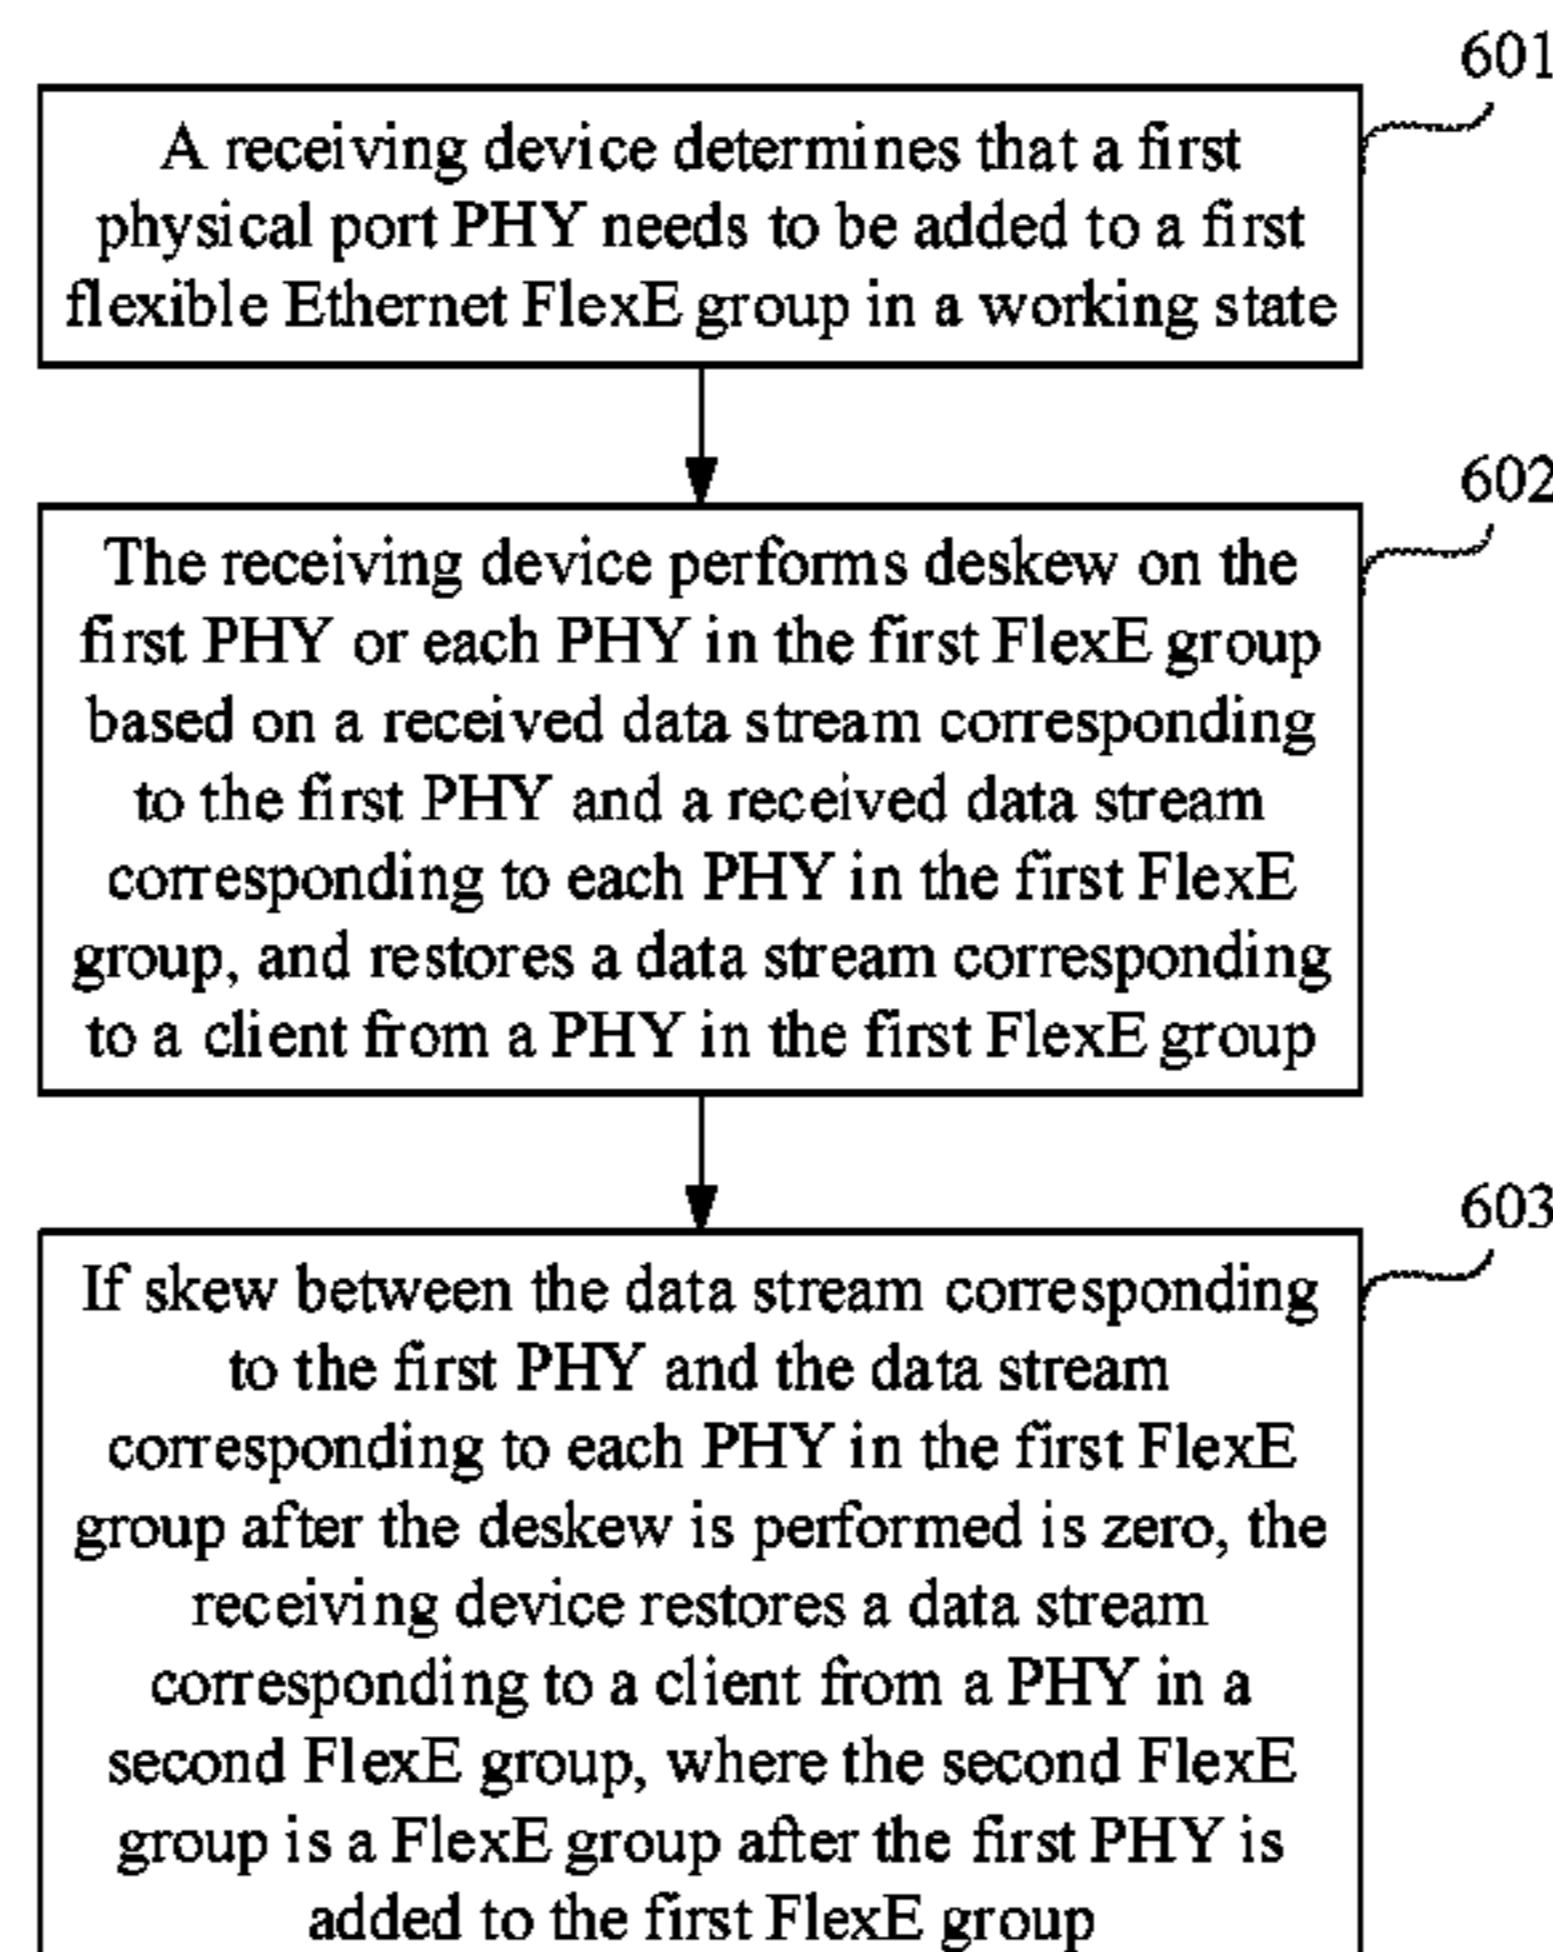 601
A receiving device determines that a first
physical port PHY needs to be added to a first
flexible Ethernet FlexE group in a working state
602
The receiving device performs deskew on the
first PHY or each PHY in the first FlexE group
based on a received data stream corresponding
to the first PHY and a received data stream
corresponding to each PHY in the first FlexE
group, and restores a data stream corresponding
to a client from a PHY in the first FlexE group
603
If skew between the data stream corresponding
to the first PHY and the data stream
corresponding to each PHY in the first FlexE
group after the deskew is performed is zero, the
receiving device restores a data stream
corresponding to a client from a PHY in a
second FlexE group, where the second FlexE
group is a FlexE group after the first PHY is
added to the first FlexE group